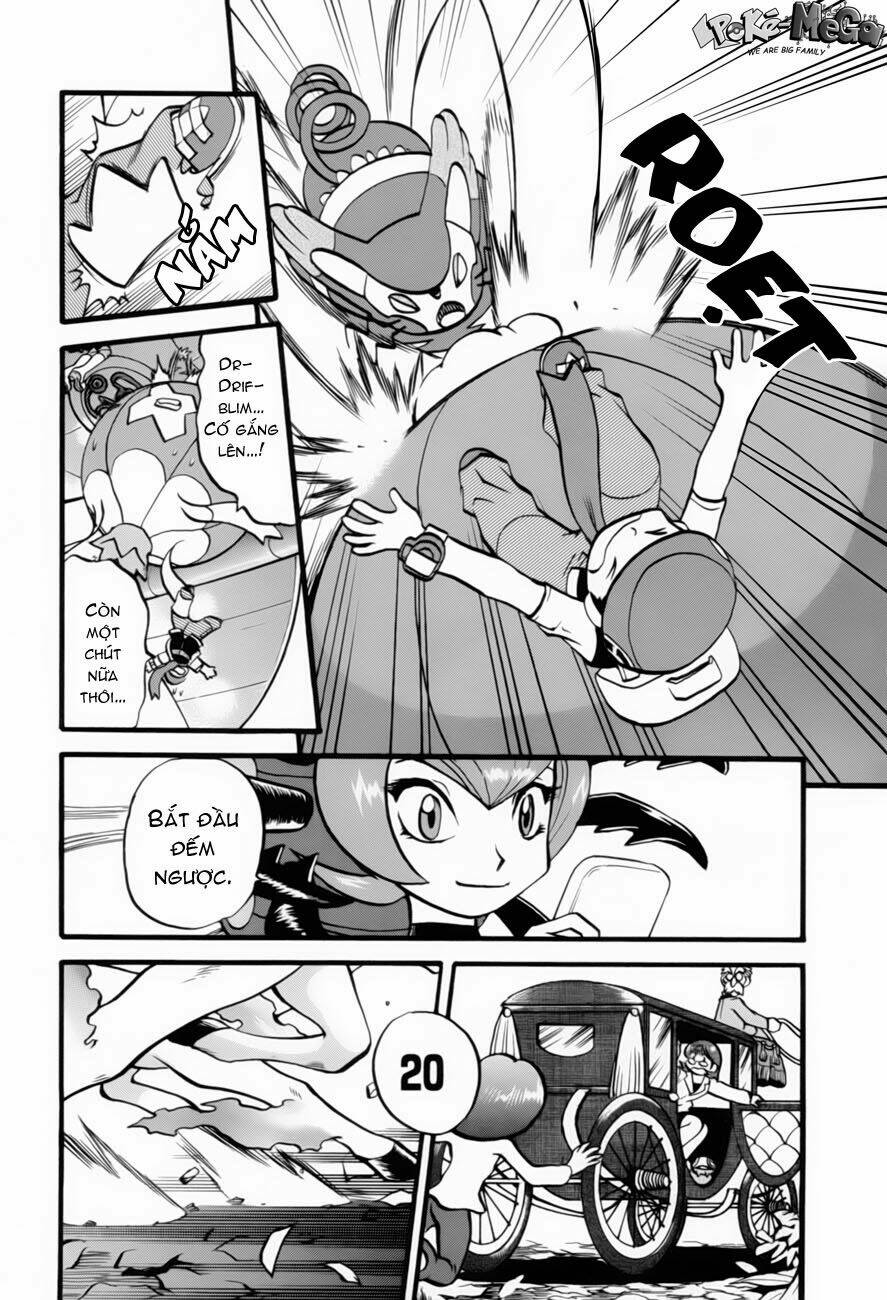 POKÉ-MEGA
WE ARE BIG FAMILY
ROẸT
NẮM
DR-
DRIF-
BLIM...
CỐ GẮNG
LÊN...!
CÒN
MỘT
CHÚT
NỮA
THÔI...
BẮT ĐẦU
ĐẾM
NGƯỢC.
20